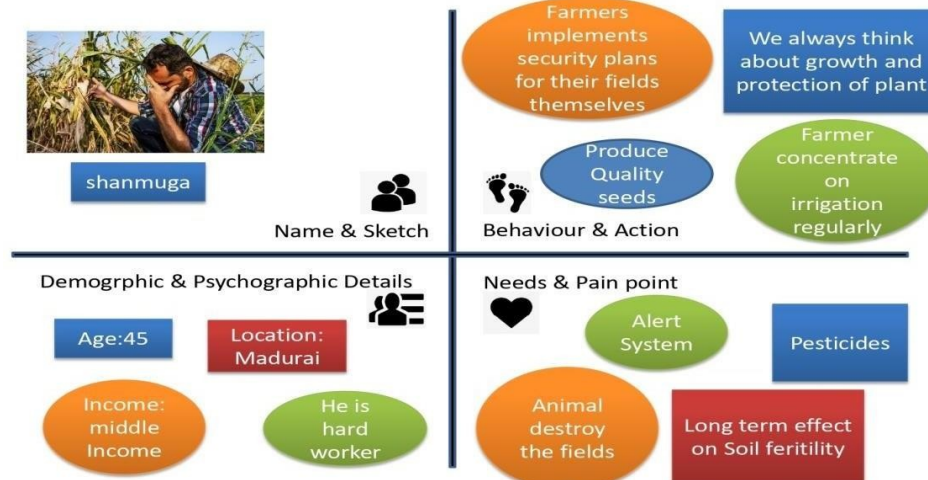 shanmuga
Name & Sketch
Farmers
implements
security plans
for their fields
themselves
We always think
about growth and
protection of plant
Produce
Quality
seeds
Farmer
concentrate
on
irrigation
regularly
Behaviour & Action
Demogrphic & Psychographic Details
Age:45
Location:
Madurai
Income:
middle
Income
He is
hard
worker
Needs & Pain point
Alert
System
Pesticides
Animal
destroy
the fields
Long term effect
on Soil feritility